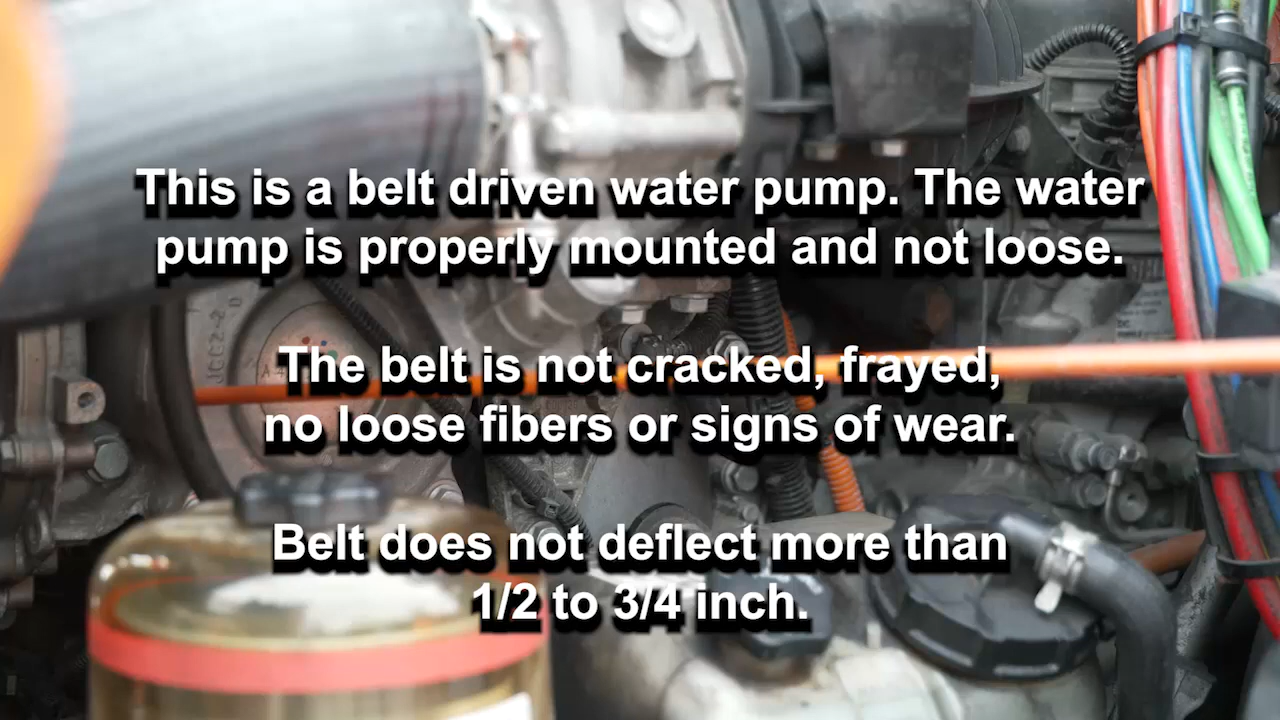 This is a belt driven water pump. The water
pump is properly mounted and not loose.
The belt is not cracked, frayed,
no loose fibers or signs of wear.
Belt does not deflect more than
1/2 to 3/4 inch.